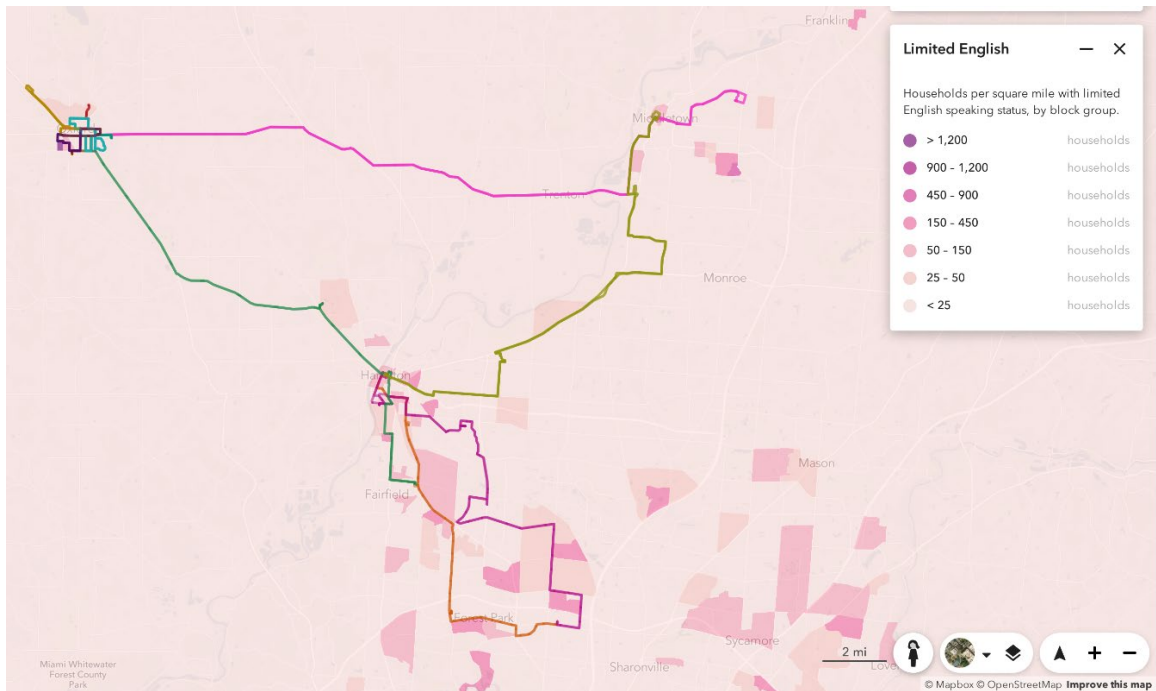 Franklin
Limited English
Households per square mile with limited
English speaking status, by block group.
> 1,200 households
900 - 1,200 households
450 - 900 households
150 - 450 households
50 - 150 households
25 - 50 households
< 25 households
Middletown
Trenton
Monroe
Hamilton
Mason
Fairfield
Forest Park
Sycamore
Sharonville
Miami Whitewater
Forest County
Park
2 mi
Love
© Mapbox © OpenStreetMap Improve this map